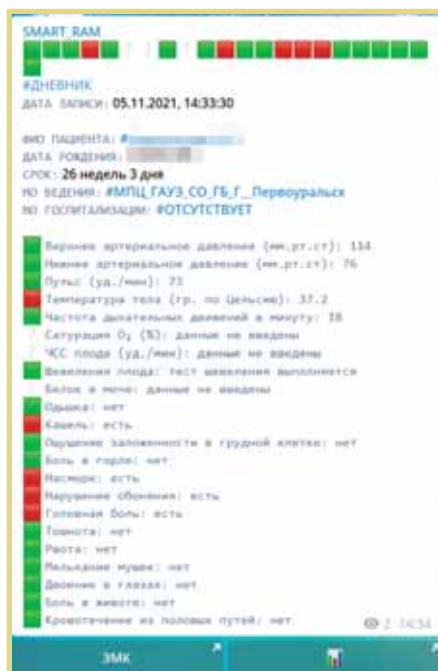 SMART_RAM
#ДНЕВНИК
ДАТА ЗАПИСИ: 05.11.2021, 14:33:30
ФИО ПАЦИЕНТА: #
ДАТА РОЖДЕНИЯ:
СРОК: 26 недель 3 дня
МО ВЕДЕНИЯ: #МПЦ_ГАУЗ_СО_ГБ_Г__Первоуральск
МО ГОСПИТАЛИЗАЦИИ: #ОТСУТСТВУЕТ
Верхнее артериальное давление (мм.рт.ст): 114
Нижнее артериальное давление (мм.рт.ст): 76
Пульс (уд./мин): 73
Температура тела (гр. по Цельсию): 37.2
Частота дыхательных движений в минуту: 18
? Сатурация O₂ (%): данные не введены
? ЧСС плода (уд./мин): данные не введены
Шевеления плода: тест шевеления выполняется
? Белок в моче: данные не введены
Одышка: нет
Кашель: есть
Ощущение заложенности в грудной клетке: нет
Боль в горле: нет
Насморк: есть
Нарушение обоняния: есть
Головная боль: есть
Тошнота: нет
Рвота: нет
Мелькание мушек: нет
Двоение в глазах: нет
Боль в животе: нет
Кровотечение из половых путей: нет
2 14:34
ЭМК